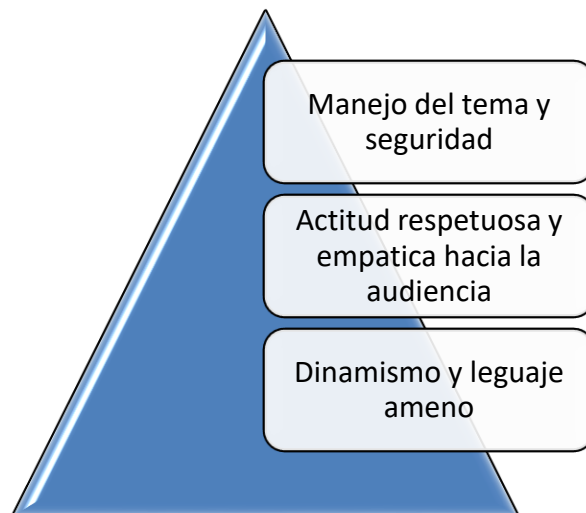 Manejo del tema y
seguridad
Actitud respetuosa y
empatica hacia la
audiencia
Dinamismo y leguaje
ameno